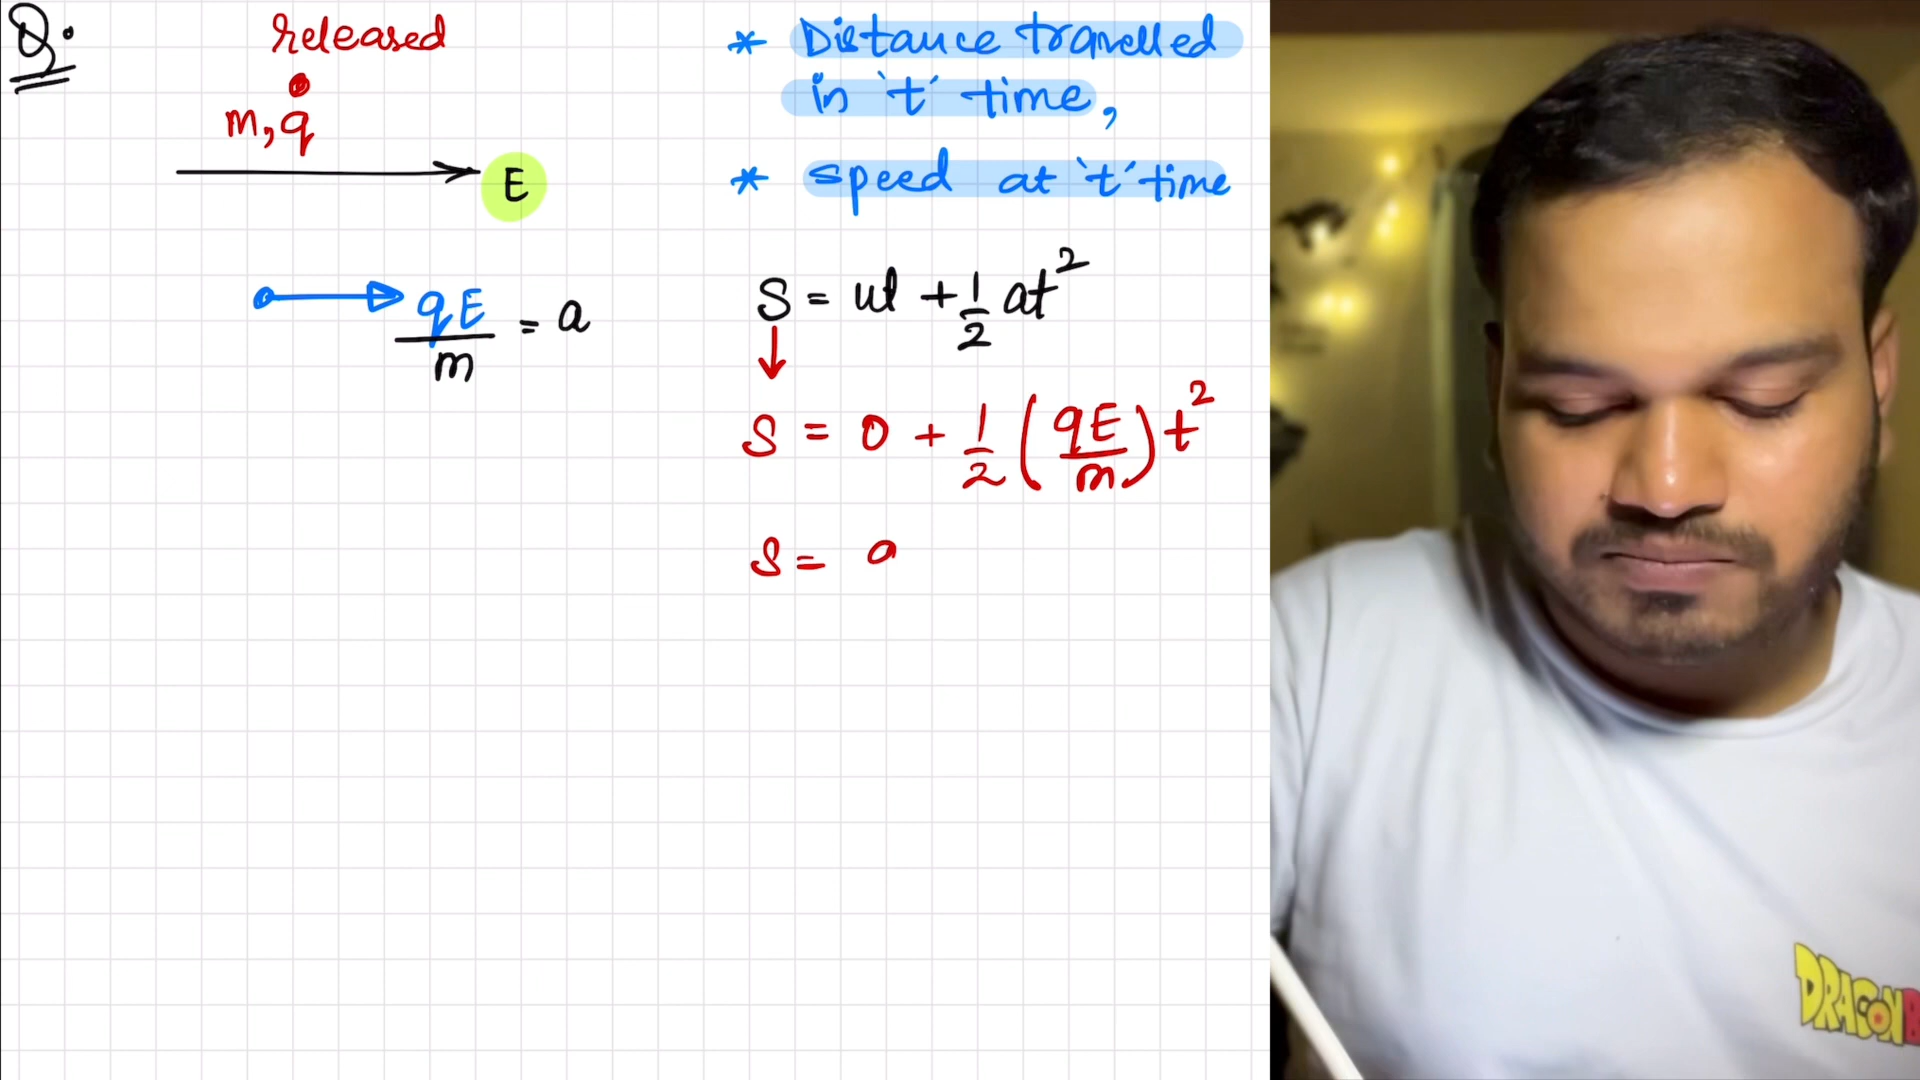 Q.
released
m, q
E
qE/m = a
* Distance travelled
in 't' time,
* speed at 't' time
S = ut + 1/2 at²
S = 0 + 1/2 (qE/m) t²
S = q
DRAGON B